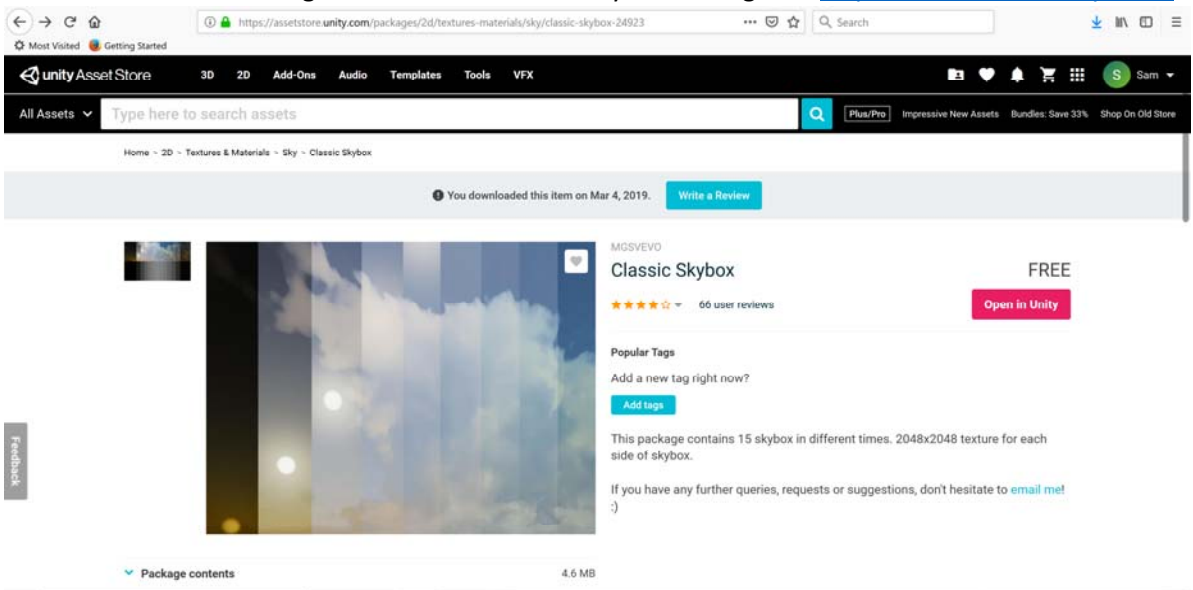 https://assetstore.unity.com/packages/2d/textures-materials/sky/classic-skybox-24923
Search
Most Visited Getting Started
unity Asset Store 3D 2D Add-Ons Audio Templates Tools VFX S Sam
All Assets Type here to search assets Plus/Pro Impressive New Assets Bundles: Save 33% Shop On Old Store
Home - 2D - Textures & Materials - Sky - Classic Skybox
You downloaded this item on Mar 4, 2019. Write a Review
MGSVEVO
Classic Skybox FREE
66 user reviews Open in Unity
Popular Tags
Add a new tag right now?
Add tags
This package contains 15 skybox in different times. 2048x2048 texture for each
side of skybox.
If you have any further queries, requests or suggestions, don't hesitate to email me!
:)
Feedback
Package contents 4.6 MB